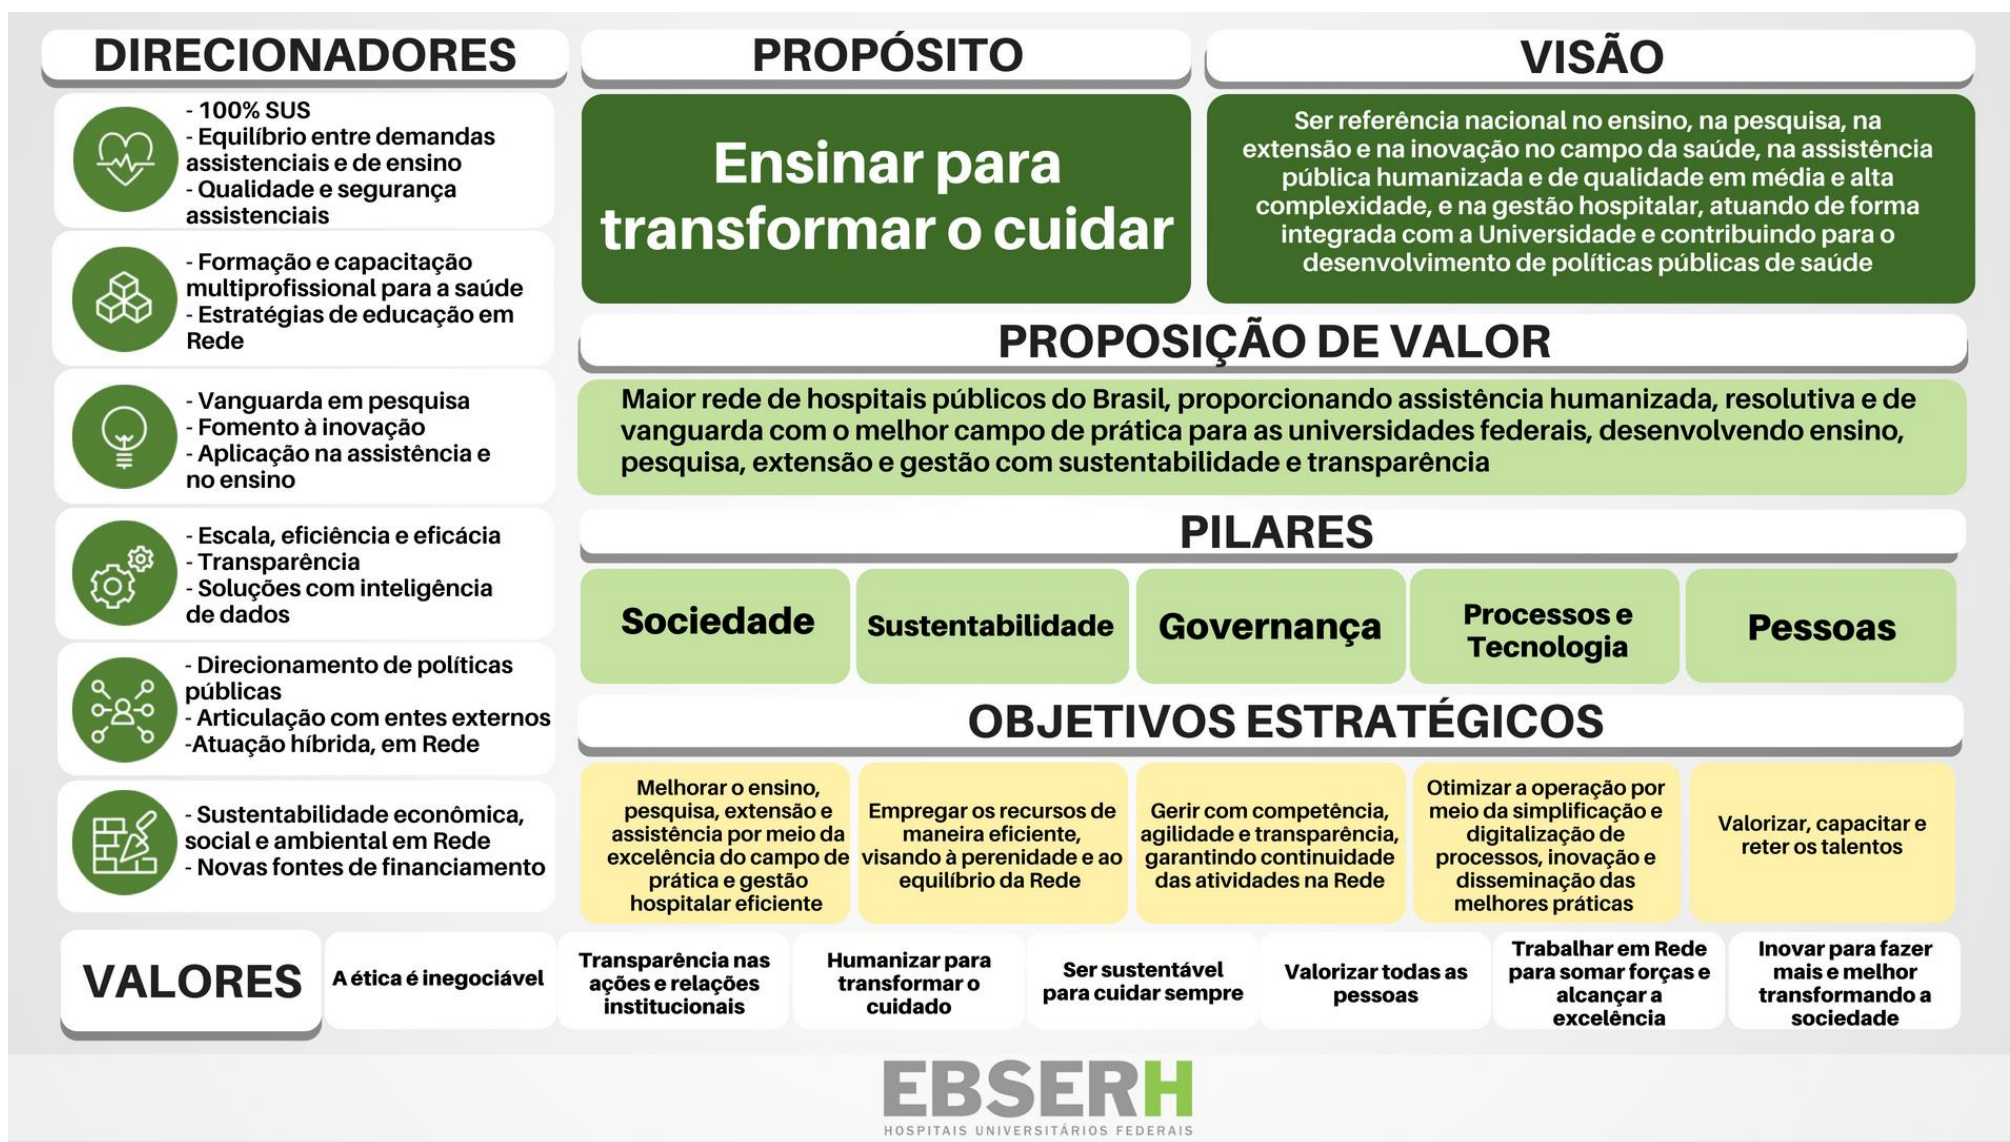 DIRECIONADORES
- 100% SUS
- Equilíbrio entre demandas
assistenciais e de ensino
- Qualidade e segurança
assistenciais
- Formação e capacitação
multiprofissional para a saúde
- Estratégias de educação em
Rede
- Vanguarda em pesquisa
- Fomento à inovação
- Aplicação na assistência e
no ensino
- Escala, eficiência e eficácia
- Transparência
- Soluções com inteligência
de dados
- Direcionamento de políticas
públicas
- Articulação com entes externos
-Atuação híbrida, em Rede
- Sustentabilidade econômica,
social e ambiental em Rede
- Novas fontes de financiamento
PROPÓSITO
Ensinar para
transformar o cuidar
VISÃO
Ser referência nacional no ensino, na pesquisa, na
extensão e na inovação no campo da saúde, na assistência
pública humanizada e de qualidade em média e alta
complexidade, e na gestão hospitalar, atuando de forma
integrada com a Universidade e contribuindo para o
desenvolvimento de políticas públicas de saúde
PROPOSIÇÃO DE VALOR
Maior rede de hospitais públicos do Brasil, proporcionando assistência humanizada, resolutiva e de
vanguarda com o melhor campo de prática para as universidades federais, desenvolvendo ensino,
pesquisa, extensão e gestão com sustentabilidade e transparência
PILARES
Sociedade
Sustentabilidade
Governança
Processos e
Tecnologia
Pessoas
OBJETIVOS ESTRATÉGICOS
Melhorar o ensino,
pesquisa, extensão e
assistência por meio da
excelência do campo de
prática e gestão
hospitalar eficiente
Empregar os recursos de
maneira eficiente,
visando à perenidade e ao
equilíbrio da Rede
Gerir com competência,
agilidade e transparência,
garantindo continuidade
das atividades na Rede
Otimizar a operação por
meio da simplificação e
digitalização de
processos, inovação e
disseminação das
melhores práticas
Valorizar, capacitar e
reter os talentos
VALORES
A ética é inegociável
Transparência nas
ações e relações
institucionais
Humanizar para
transformar o
cuidado
Ser sustentável
para cuidar sempre
Valorizar todas as
pessoas
Trabalhar em Rede
para somar forças e
alcançar a
excelência
Inovar para fazer
mais e melhor
transformando a
sociedade
EBSERH
HOSPITAIS UNIVERSITÁRIOS FEDERAIS